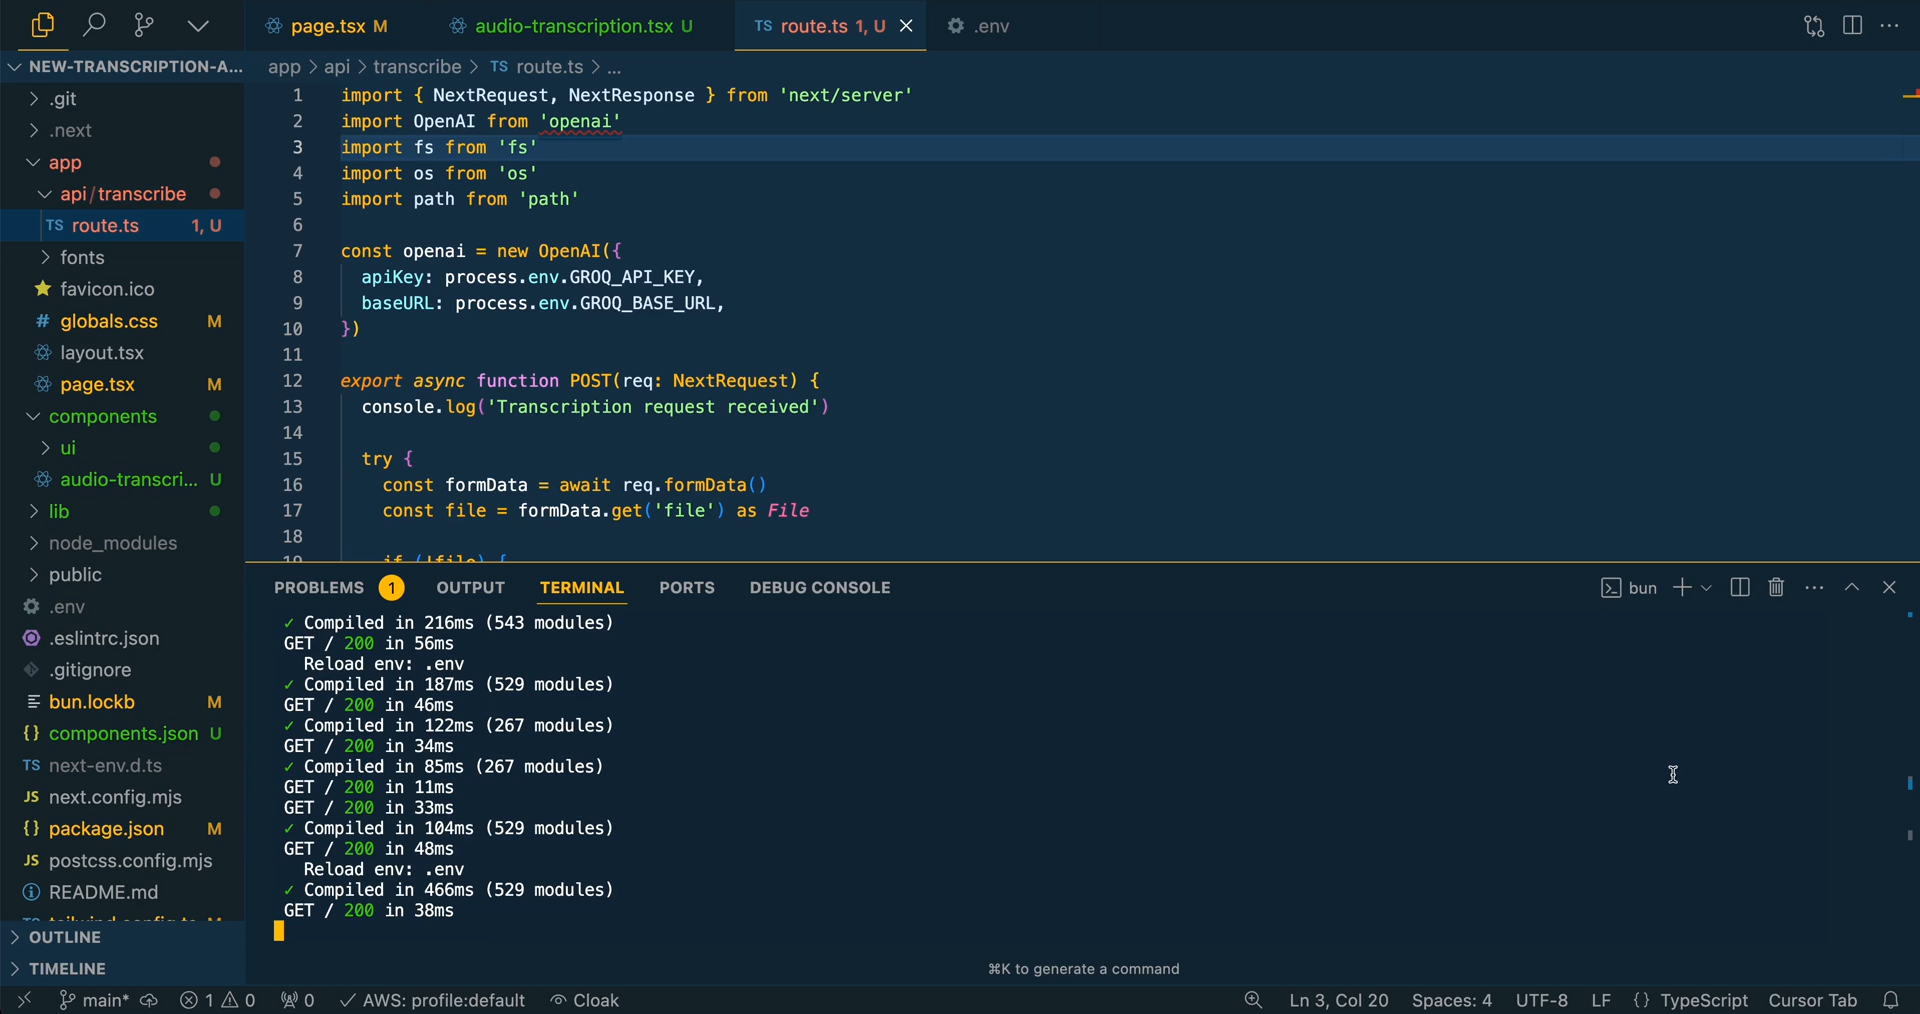 page.tsx M
audio-transcription.tsx U
TS route.ts 1, U
.env
NEW-TRANSCRIPTION-A...
app > api > transcribe > TS route.ts > ...
.git
.next
app
api/transcribe
TS route.ts 1, U
fonts
favicon.ico
# globals.css M
layout.tsx
page.tsx M
components
ui
audio-transcri... U
lib
node_modules
public
.env
.eslintrc.json
.gitignore
bun.lockb M
{} components.json U
TS next-env.d.ts
JS next.config.mjs
{} package.json M
JS postcss.config.mjs
README.md
TS tailwind.config.ts M
OUTLINE
TIMELINE
1 import { NextRequest, NextResponse } from 'next/server'
2 import OpenAI from 'openai'
3 import fs from 'fs'
4 import os from 'os'
5 import path from 'path'
6
7 const openai = new OpenAI({
8 apiKey: process.env.GROQ_API_KEY,
9 baseURL: process.env.GROQ_BASE_URL,
10 })
11
12 export async function POST(req: NextRequest) {
13 console.log('Transcription request received')
14
15 try {
16 const formData = await req.formData()
17 const file = formData.get('file') as File
18
19 if (!file) {
PROBLEMS 1 OUTPUT TERMINAL PORTS DEBUG CONSOLE
bun
✓ Compiled in 216ms (543 modules)
GET / 200 in 56ms
Reload env: .env
✓ Compiled in 187ms (529 modules)
GET / 200 in 46ms
✓ Compiled in 122ms (267 modules)
GET / 200 in 34ms
✓ Compiled in 85ms (267 modules)
GET / 200 in 11ms
GET / 200 in 33ms
✓ Compiled in 104ms (529 modules)
GET / 200 in 48ms
Reload env: .env
✓ Compiled in 466ms (529 modules)
GET / 200 in 38ms
⌘K to generate a command
main* 1 0 0 AWS: profile:default Cloak
Ln 3, Col 20 Spaces: 4 UTF-8 LF {} TypeScript Cursor Tab